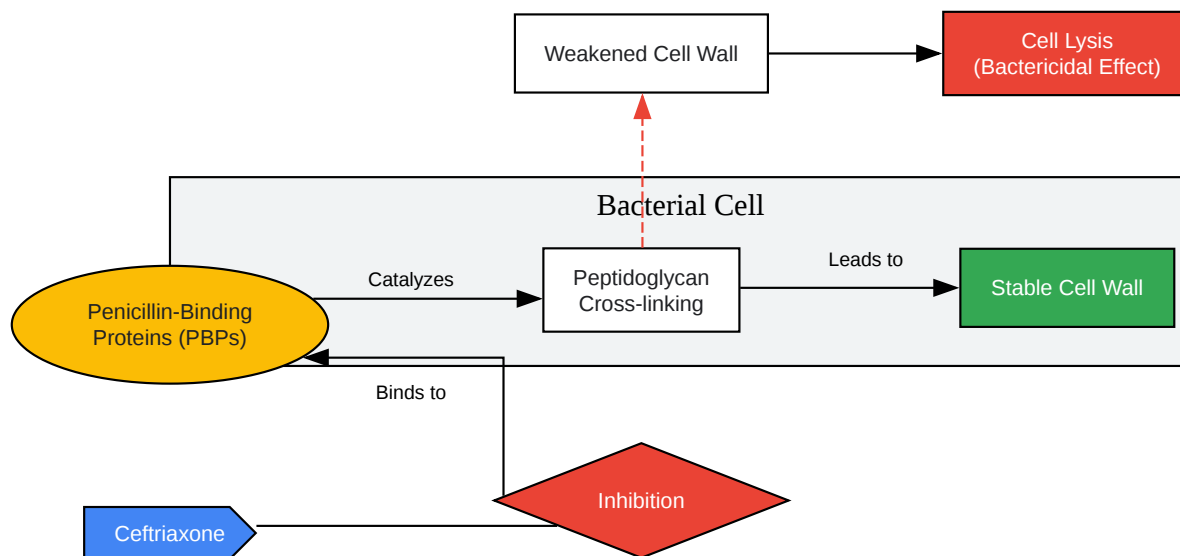 Weakened Cell Wall
Cell Lysis
(Bactericidal Effect)
Bacterial Cell
Catalyzes
Peptidoglycan
Cross-linking
Leads to
Stable Cell Wall
Penicillin-Binding
Proteins (PBPs)
Binds to
Inhibition
Ceftriaxone